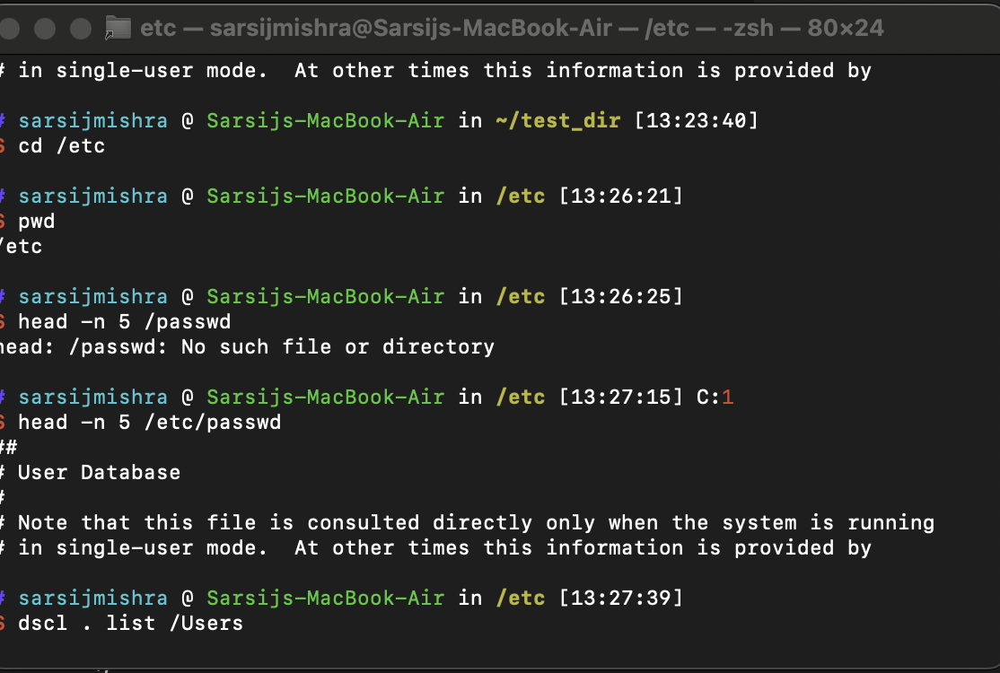 etc — sarsijmishra@Sarsijs-MacBook-Air — /etc — -zsh — 80×24
# in single-user mode.  At other times this information is provided by
# sarsijmishra @ Sarsijs-MacBook-Air in ~/test_dir [13:23:40]
$ cd /etc
# sarsijmishra @ Sarsijs-MacBook-Air in /etc [13:26:21]
$ pwd
/etc
# sarsijmishra @ Sarsijs-MacBook-Air in /etc [13:26:25]
$ head -n 5 /passwd
head: /passwd: No such file or directory
# sarsijmishra @ Sarsijs-MacBook-Air in /etc [13:27:15] C:1
$ head -n 5 /etc/passwd
##
# User Database
#
# Note that this file is consulted directly only when the system is running
# in single-user mode.  At other times this information is provided by
# sarsijmishra @ Sarsijs-MacBook-Air in /etc [13:27:39]
$ dscl . list /Users